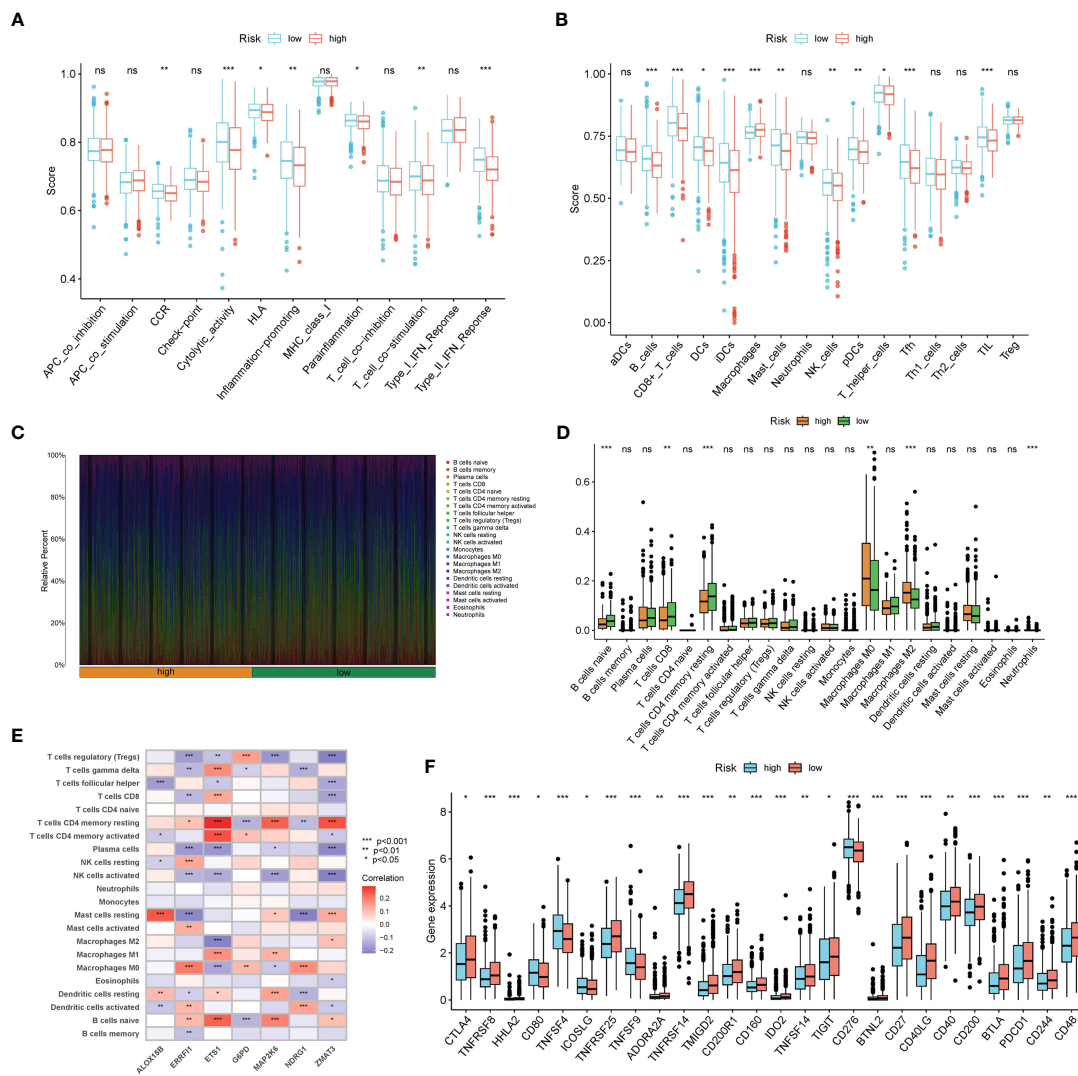 A
Risk low high
ns ns ** ns *** * ** ns * ns ** ns ***
Score
1.0
0.8
0.6
0.4
APC_co_inhibition
APC_co_stimulation
CCR
Check-point
Cytolytic_activity
HLA
Inflammation-promoting
MHC_class_I
Parainflammation
T_cell_co-inhibition
T_cell_co-stimulation
Type_I_IFN_Reponse
Type_II_IFN_Reponse
B
Risk low high
ns *** *** * *** *** ** ns ** ** * *** ns ns *** ns
Score
1.00
0.75
0.50
0.25
0.00
aDCs
B_cells
CD8+_T_cells
DCs
iDCs
Macrophages
Mast_cells
Neutrophils
NK_cells
pDCs
T_helper_cells
Tfh
Th1_cells
Th2_cells
TIL
Treg
C
Relative Percent
100%
80%
60%
40%
20%
0%
high low
B cells naive
B cells memory
Plasma cells
T cells CD8
T cells CD4 naive
T cells CD4 memory resting
T cells CD4 memory activated
T cells follicular helper
T cells regulatory (Tregs)
T cells gamma delta
NK cells resting
NK cells activated
Monocytes
Macrophages M0
Macrophages M1
Macrophages M2
Dendritic cells resting
Dendritic cells activated
Mast cells resting
Mast cells activated
Eosinophils
Neutrophils
D
Risk high low
*** ns ns ** ns *** ns ns ns ns ns ns ns ** ns *** ns ns ns ns ns ***
0.6
0.4
0.2
0.0
B cells naive
B cells memory
Plasma cells
T cells CD8
T cells CD4 naive
T cells CD4 memory resting
T cells CD4 memory activated
T cells follicular helper
T cells regulatory (Tregs)
T cells gamma delta
NK cells resting
NK cells activated
Monocytes
Macrophages M0
Macrophages M1
Macrophages M2
Dendritic cells resting
Dendritic cells activated
Mast cells resting
Mast cells activated
Eosinophils
Neutrophils
E
T cells regulatory (Tregs) *** ** *** *** ***
T cells gamma delta ** *** * ***
T cells follicular helper *** * ***
T cells CD8 ** *** ***
T cells CD4 naive
T cells CD4 memory resting * *** *** *** ** ***
T cells CD4 memory activated * *** * *
Plasma cells *** *** * ***
NK cells resting * ***
NK cells activated *** *** *** ***
Neutrophils
Monocytes
Mast cells resting *** *** * *** ***
Mast cells activated **
Macrophages M2 *** *
Macrophages M1 *** **
Macrophages M0 *** *** ** * ***
Eosinophils *
Dendritic cells resting ** * * *** ***
Dendritic cells activated * ** *** *
B cells naive ** *** *** *** *
B cells memory **
ALOX15B
ERRFI1
ETS1
G6PD
MAP2K6
NDRG1
ZMAT3
*** p<0.001
** p<0.01
* p<0.05
Correlation
0.2
0.1
0.0
-0.1
-0.2
F
Risk high low
* *** *** * *** * *** *** ** ** *** ** *** *** ** * *** *** *** *** ** *** *** *** ** ***
Gene expression
8
6
4
2
0
CTLA4
TNFRSF8
HHLA2
CD80
TNFSF4
ICOSLG
TNFRSF25
TNFSF9
ADORA2A
TNFRSF14
TMIGD2
CD200R1
CD160
IDO2
TNFSF14
TIGIT
CD276
BTNL2
CD27
CD40LG
CD40
CD200
BTLA
PDCD1
CD244
CD48